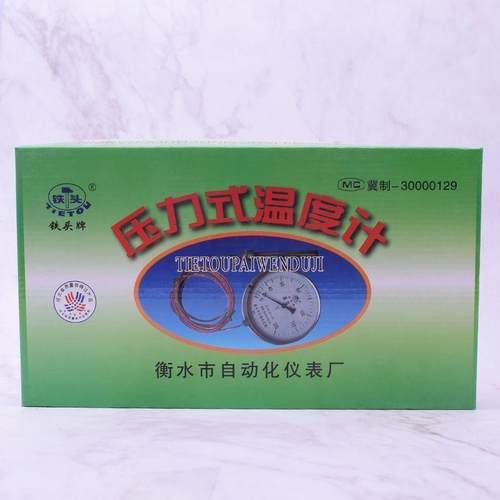 铁头
®
TIETOU
铁头牌
MC 冀制-30000129
压力式温度计
TIETOUPAIWENDUJI
衡水市自动化仪表厂